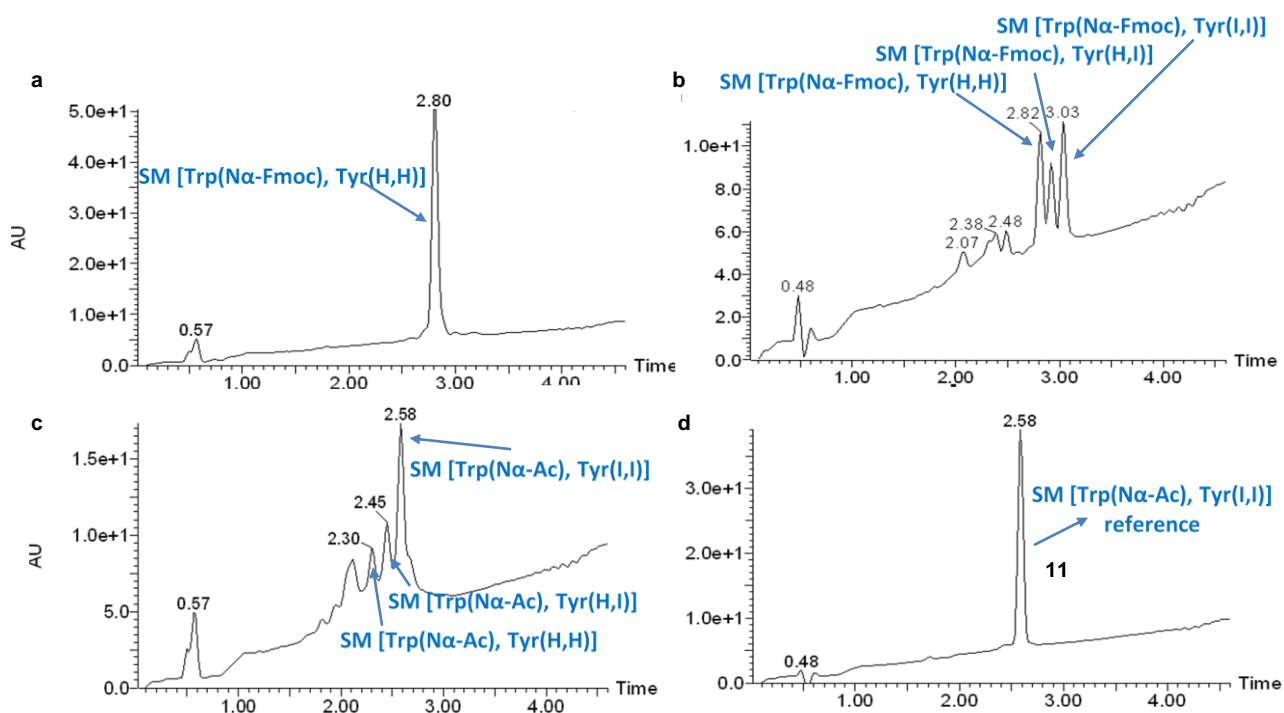 a
5.0e+1
4.0e+1
3.0e+1
2.0e+1
1.0e+1
0.0
AU
2.80
SM [Trp(Nα-Fmoc), Tyr(H,H)]
0.57
1.00
2.00
3.00
4.00
Time
b
SM [Trp(Nα-Fmoc), Tyr(I,I)]
SM [Trp(Nα-Fmoc), Tyr(H,I)]
SM [Trp(Nα-Fmoc), Tyr(H,H)]
1.0e+1
8.0
6.0
4.0
2.0
0.0
2.82
3.03
2.38
2.48
2.07
0.48
1.00
2.00
3.00
4.00
Time
c
1.5e+1
1.0e+1
5.0
0.0
AU
2.58
SM [Trp(Nα-Ac), Tyr(I,I)]
2.45
2.30
SM [Trp(Nα-Ac), Tyr(H,I)]
SM [Trp(Nα-Ac), Tyr(H,H)]
0.57
1.00
2.00
3.00
4.00
Time
d
3.0e+1
2.0e+1
1.0e+1
0.0
2.58
SM [Trp(Nα-Ac), Tyr(I,I)]
reference
11
0.48
1.00
2.00
3.00
4.00
Time